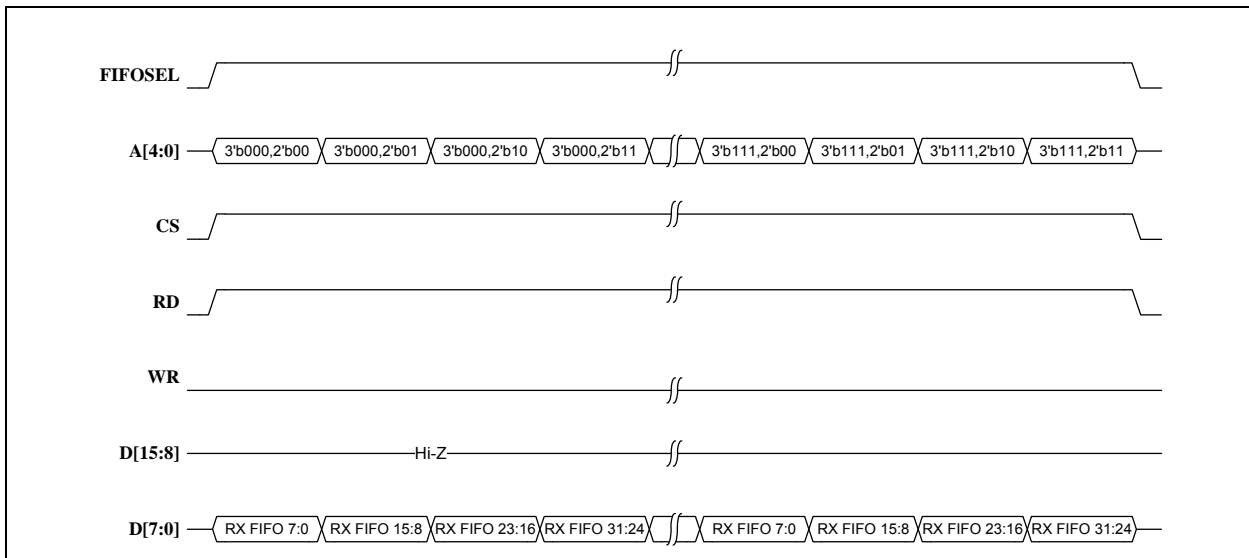 FIFOSEL
A[4:0] 3'b000,2'b00 3'b000,2'b01 3'b000,2'b10 3'b000,2'b11 3'b111,2'b00 3'b111,2'b01 3'b111,2'b10 3'b111,2'b11
CS
RD
WR
D[15:8] Hi-Z
D[7:0] RX FIFO 7:0 RX FIFO 15:8 RX FIFO 23:16 RX FIFO 31:24 RX FIFO 7:0 RX FIFO 15:8 RX FIFO 23:16 RX FIFO 31:24